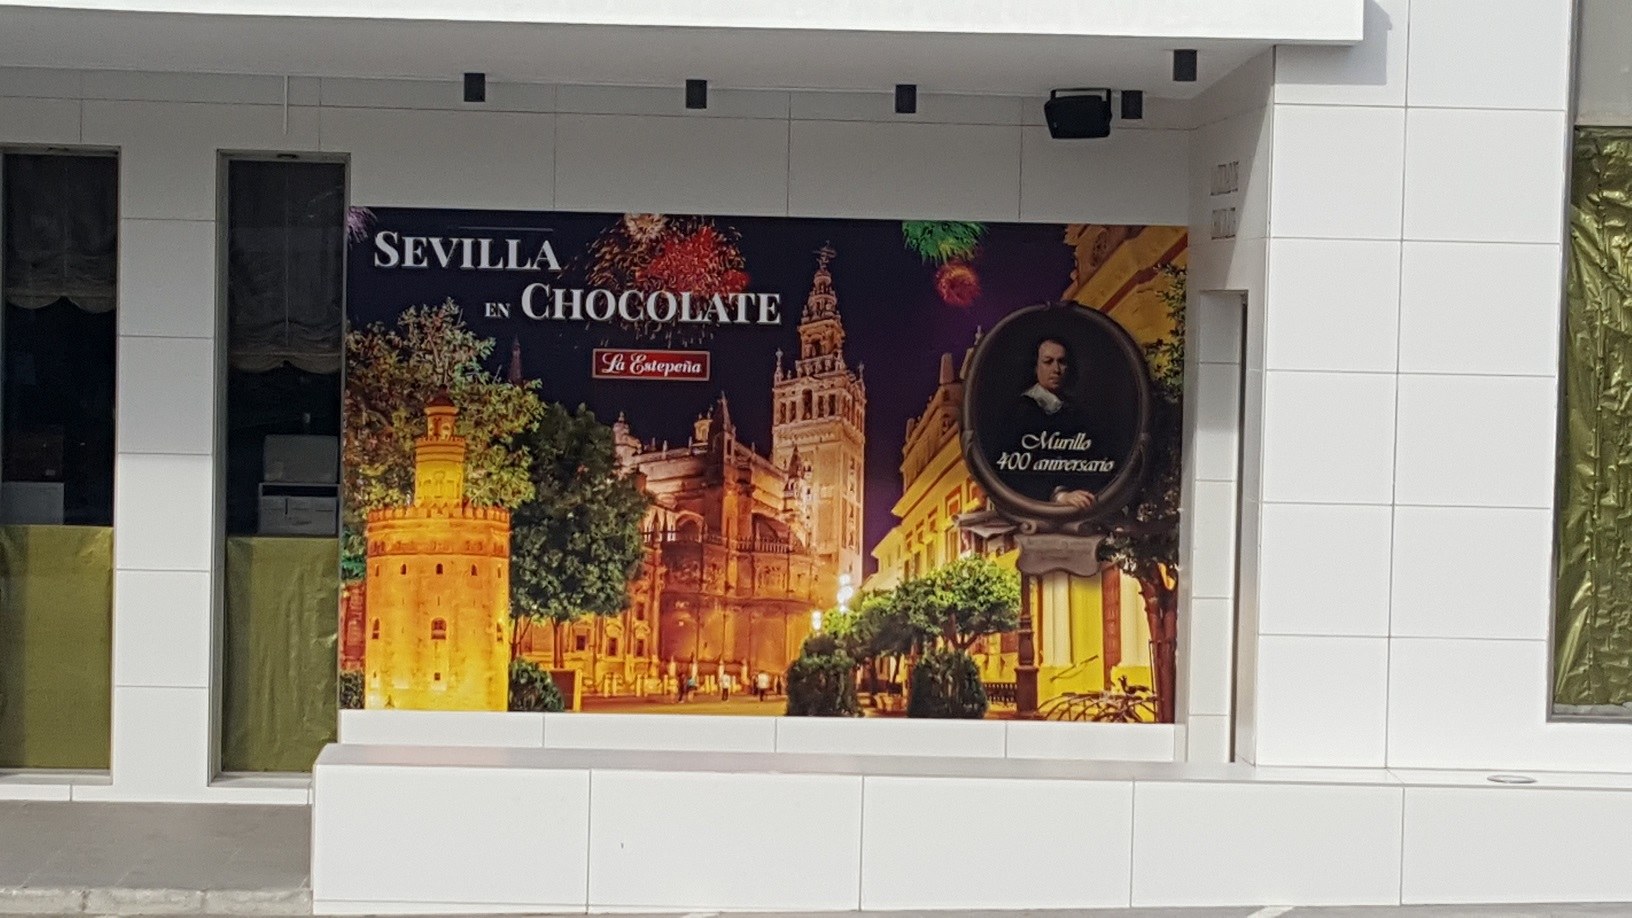 SEVILLA
EN CHOCOLATE
La Estepeña
Murillo
400 aniversario